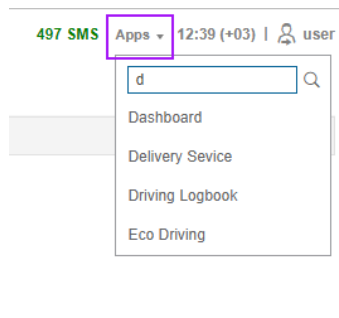 497 SMS Apps 12:39 (+03) | user
d
Dashboard
Delivery Sevice
Driving Logbook
Eco Driving